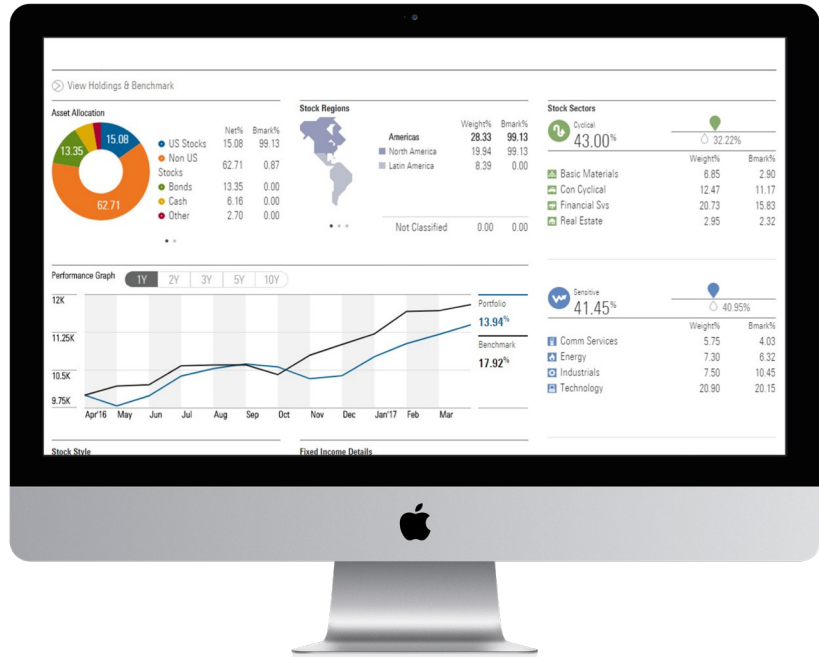 View Holdings & Benchmark
Asset Allocation
15.08
13.35
62.71
Net% Bmark%
US Stocks 15.08 99.13
Non US Stocks 62.71 0.87
Bonds 13.35 0.00
Cash 6.16 0.00
Other 2.70 0.00
Stock Regions
Weight% Bmark%
Americas 28.33 99.13
North America 19.94 99.13
Latin America 8.39 0.00
Not Classified 0.00 0.00
Stock Sectors
Cyclical
43.00%
32.22%
Weight% Bmark%
Basic Materials 6.85 2.90
Con Cyclical 12.47 11.17
Financial Svs 20.73 15.83
Real Estate 2.95 2.32
Performance Graph 1Y 2Y 3Y 5Y 10Y
12K
11.25K
10.5K
9.75K
Apr'16 May Jun Jul Aug Sep Oct Nov Dec Jan'17 Feb Mar
Portfolio
13.94%
Benchmark
17.92%
Sensitive
41.45%
40.95%
Weight% Bmark%
Comm Services 5.75 4.03
Energy 7.30 6.32
Industrials 7.50 10.45
Technology 20.90 20.15
Stock Style
Fixed Income Details